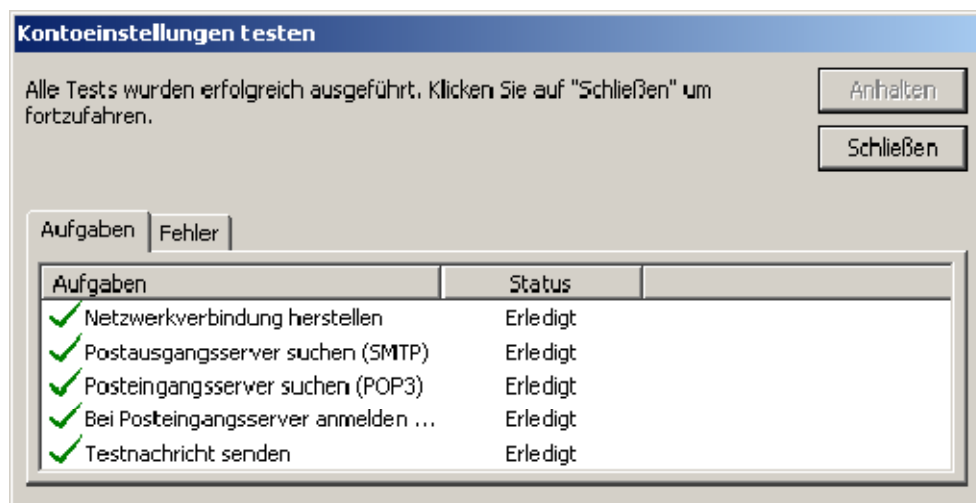 Kontoeinstellungen testen
Alle Tests wurden erfolgreich ausgeführt. Klicken Sie auf "Schließen" um
fortzufahren.
Anhalten
Schließen
Aufgaben Fehler
Aufgaben Status
Netzwerkverbindung herstellen Erledigt
Postausgangsserver suchen (SMTP) Erledigt
Posteingangsserver suchen (POP3) Erledigt
Bei Posteingangsserver anmelden ... Erledigt
Testnachricht senden Erledigt